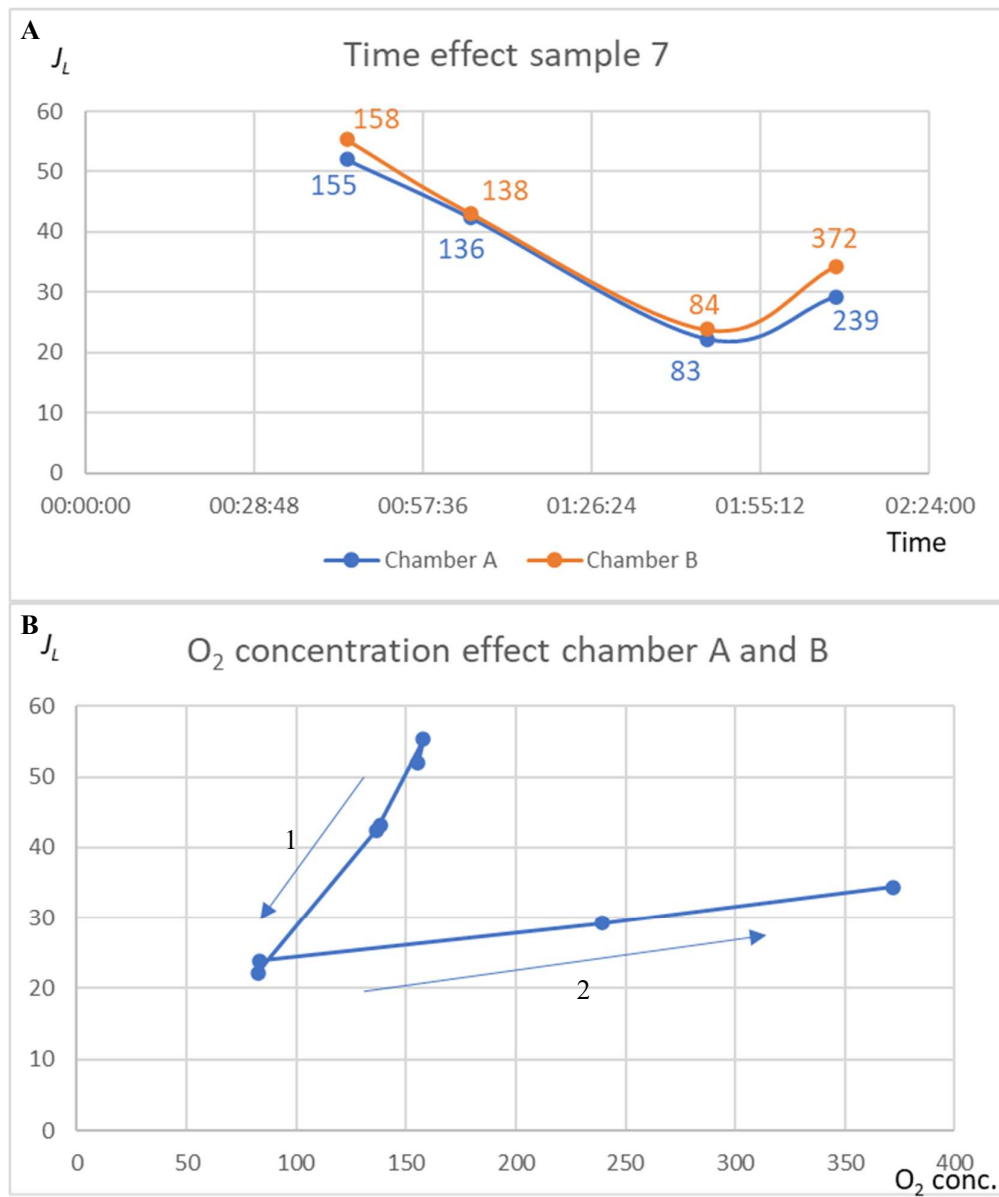 A
J_L
Time effect sample 7
60
158
50
155
138
40
136
372
30
84
239
20
83
10
0
00:00:00 00:28:48 00:57:36 01:26:24 01:55:12 02:24:00
Time
Chamber A Chamber B
B
J_L
O₂ concentration effect chamber A and B
60
50
40
1
30
20
2
10
0
0 50 100 150 200 250 300 350 400
O₂ conc.